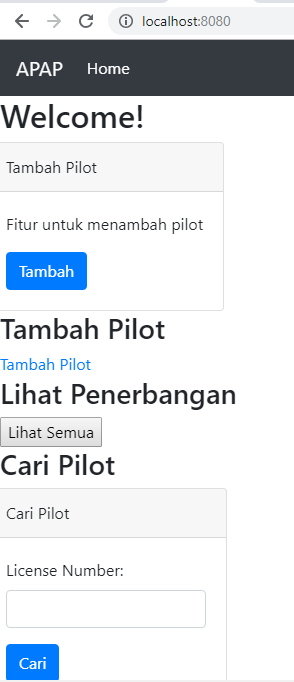 localhost:8080
APAP Home
Welcome!
Tambah Pilot
Fitur untuk menambah pilot
Tambah
Tambah Pilot
Tambah Pilot
Lihat Penerbangan
Lihat Semua
Cari Pilot
Cari Pilot
License Number:
Cari